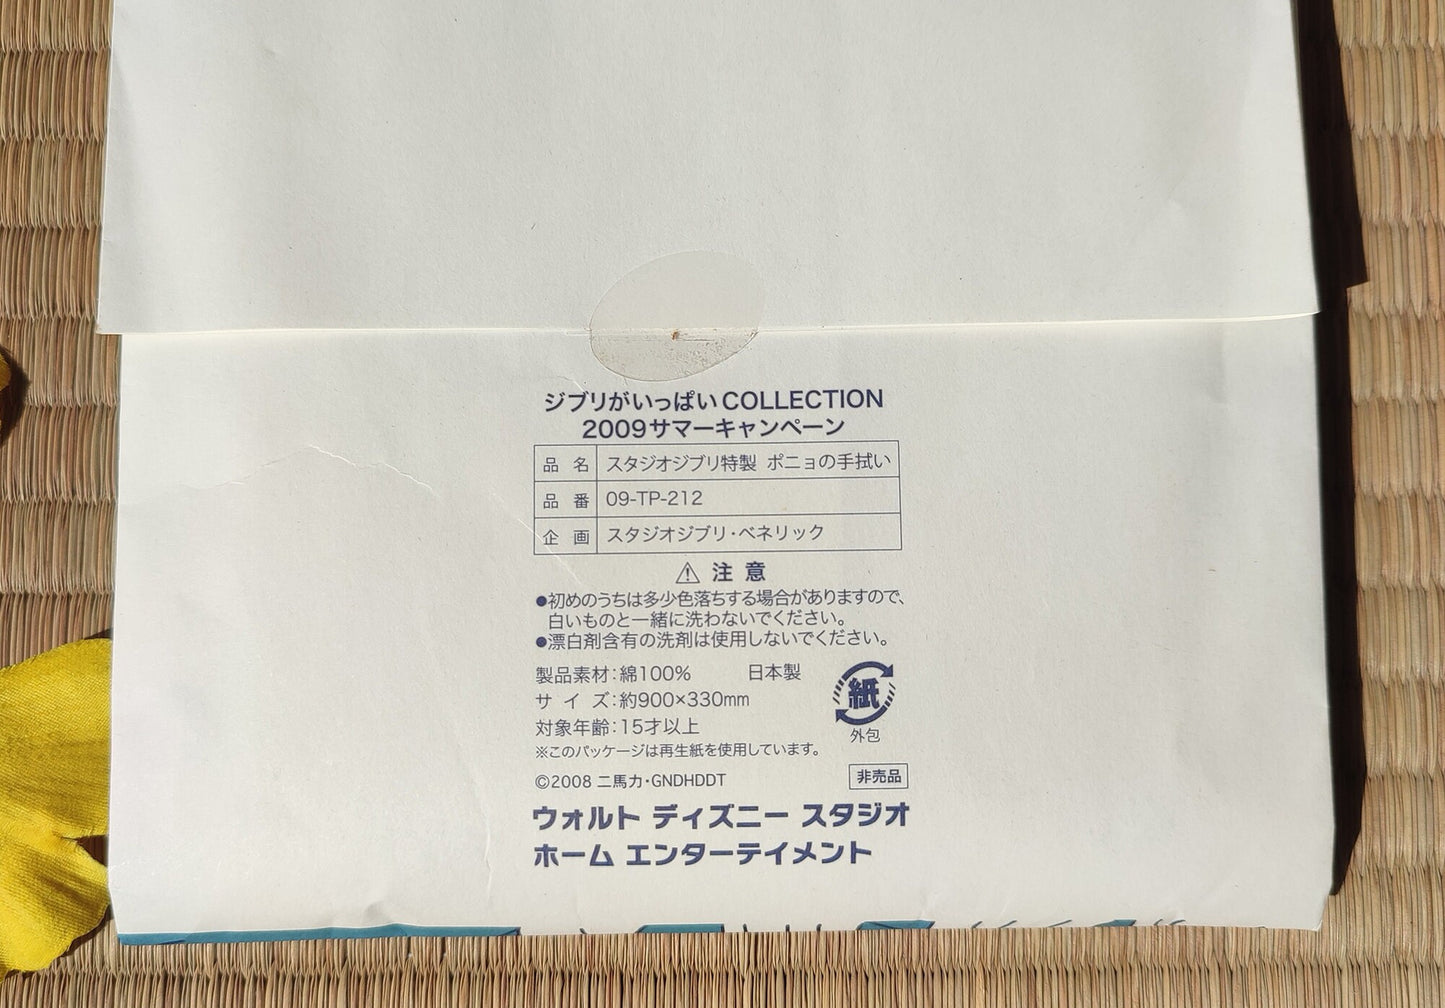 ジブリがいっぱいCOLLECTION
2009サマーキャンペーン
品 名 スタジオジブリ特製 ポニョの手拭い
品 番 09-TP-212
企 画 スタジオジブリ・ベネリック
⚠ 注 意
●初めのうちは多少色落ちする場合がありますので、
白いものと一緒に洗わないでください。
●漂白剤含有の洗剤は使用しないでください。
製品素材：綿100% 日本製
サ イ ズ：約900×330mm
対象年齢：15才以上
紙
外包
※このパッケージは再生紙を使用しています。
©2008 二馬力・GNDHDDT 非売品
ウォルト ディズニー スタジオ
ホーム エンターテイメント